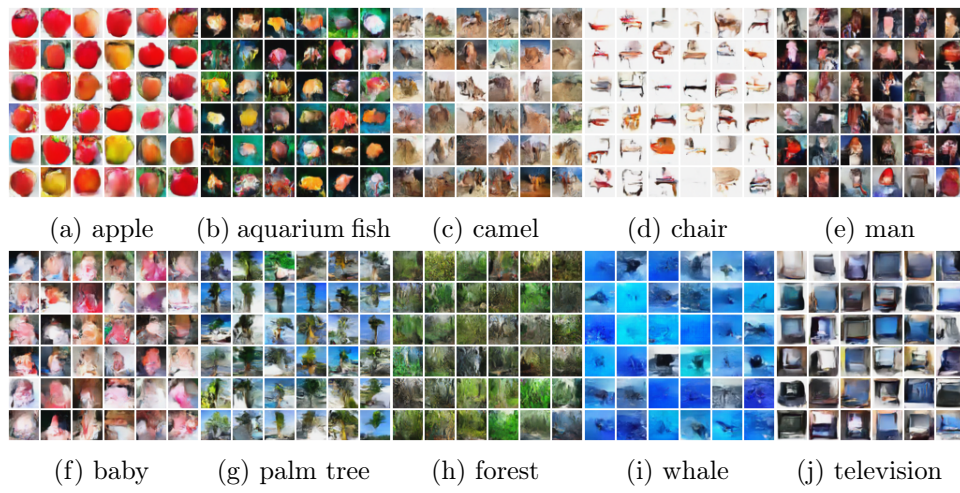 (a) apple (b) aquarium fish (c) camel (d) chair (e) man
(f) baby (g) palm tree (h) forest (i) whale (j) television